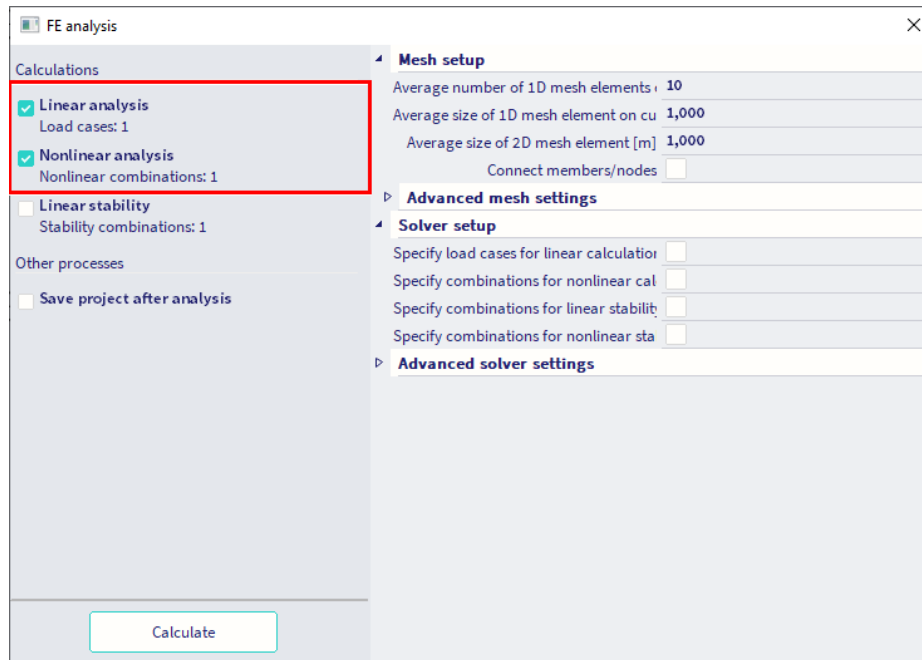 FE analysis
Calculations
Linear analysis
Load cases: 1
Nonlinear analysis
Nonlinear combinations: 1
Linear stability
Stability combinations: 1
Other processes
Save project after analysis
Calculate
Mesh setup
Average number of 1D mesh elements 10
Average size of 1D mesh element on cu 1,000
Average size of 2D mesh element [m] 1,000
Connect members/nodes
Advanced mesh settings
Solver setup
Specify load cases for linear calculation
Specify combinations for nonlinear cal
Specify combinations for linear stability
Specify combinations for nonlinear sta
Advanced solver settings